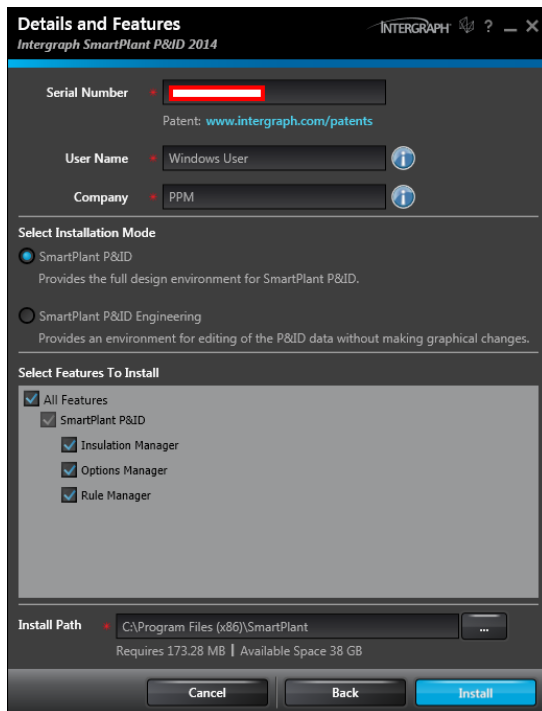 Details and Features
Intergraph SmartPlant P&ID 2014
INTERGRAPH ? 
Serial Number
Patent: www.intergraph.com/patents
User Name Windows User
Company PPM
Select Installation Mode
SmartPlant P&ID
Provides the full design environment for SmartPlant P&ID.
SmartPlant P&ID Engineering
Provides an environment for editing of the P&ID data without making graphical changes.
Select Features To Install
All Features
SmartPlant P&ID
Insulation Manager
Options Manager
Rule Manager
Install Path C:\Program Files (x86)\SmartPlant ...
Requires 173.28 MB | Available Space 38 GB
Cancel Back Install